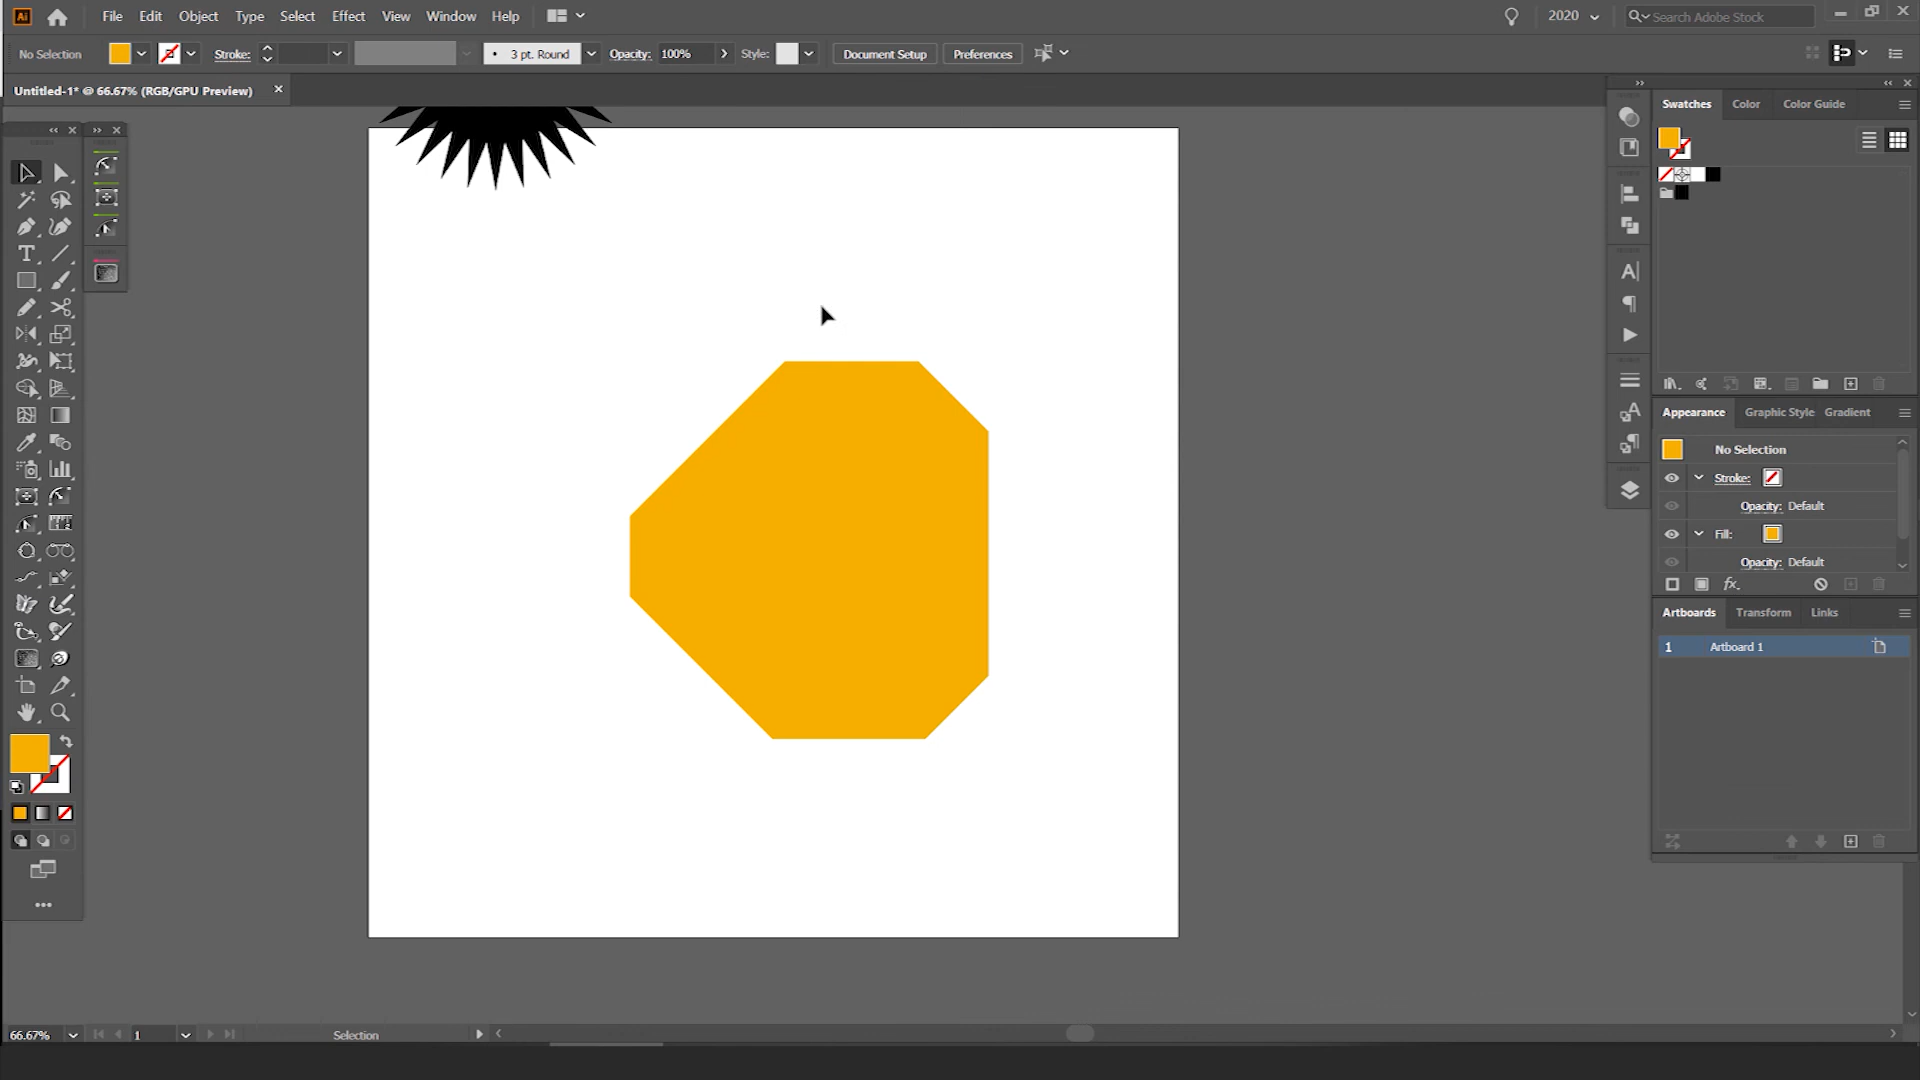 Ai File Edit Object Type Select Effect View Window Help 2020 Search Adobe Stock
No Selection Stroke: 3 pt. Round Opacity: 100% Style: Document Setup Preferences
Untitled-1* @ 66.67% (RGB/GPU Preview)
Swatches Color Color Guide
Appearance Graphic Style Gradient
No Selection
Stroke:
Opacity: Default
Fill:
Opacity: Default
fx
Artboards Transform Links
1 Artboard 1
66.67% 1 Selection